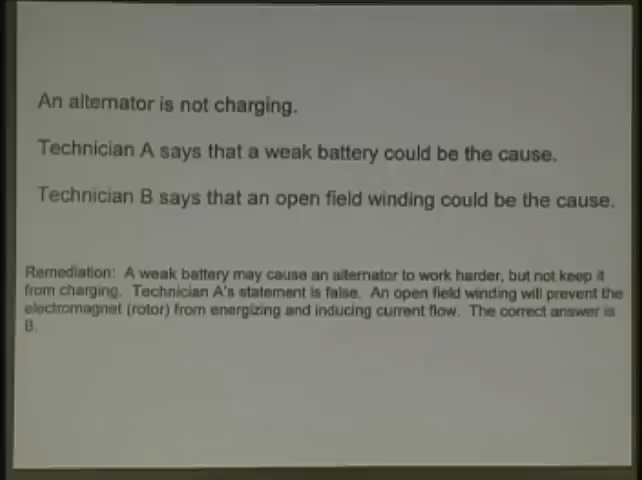 An alternator is not charging.
Technician A says that a weak battery could be the cause.
Technician B says that an open field winding could be the cause.
Remediation: A weak battery may cause an alternator to work harder, but not keep it
from charging. Technician A's statement is false. An open field winding will prevent the
electromagnet (rotor) from energizing and inducing current flow. The correct answer is
B.